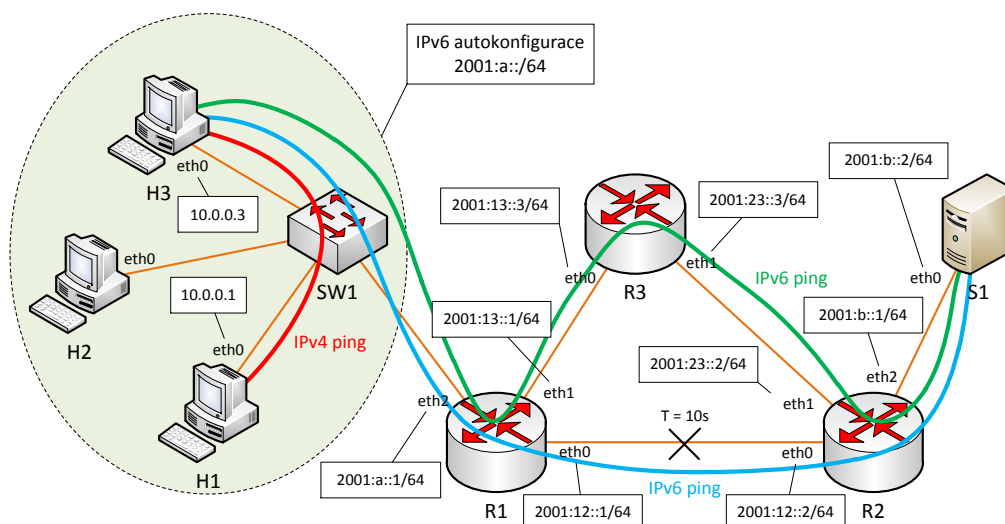 IPv6 autokonfigurace
2001:a::/64
2001:b::2/64
eth0
H3
10.0.0.3
2001:13::3/64
2001:23::3/64
eth0
eth0
eth1
eth0
SW1
R3
IPv6 ping
S1
10.0.0.1
2001:13::1/64
2001:b::1/64
H2
eth0
IPv4 ping
2001:23::2/64
eth2
eth1
eth2
eth1
T = 10s
H1
eth0
eth0
2001:a::1/64
IPv6 ping
R1
2001:12::1/64
2001:12::2/64
R2